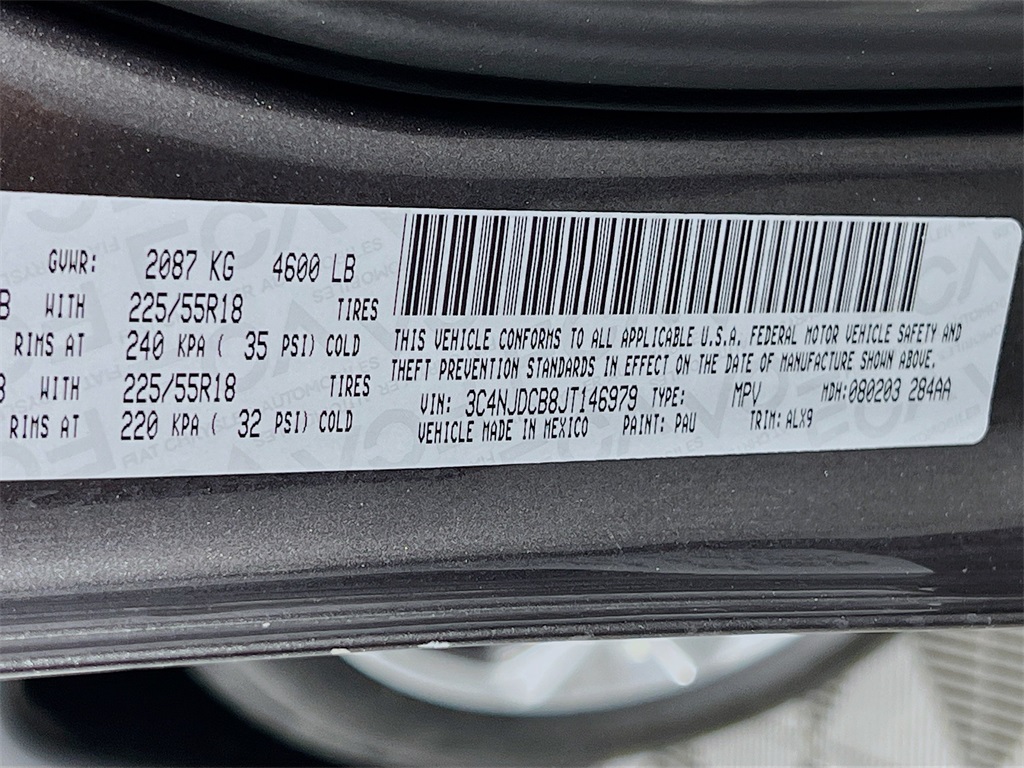 GVWR: 2087 KG 4600 LB
B WITH 225/55R18 TIRES
RIMS AT 240 KPA ( 35 PSI) COLD
B WITH 225/55R18 TIRES
RIMS AT 220 KPA ( 32 PSI) COLD
THIS VEHICLE CONFORMS TO ALL APPLICABLE U.S.A. FEDERAL MOTOR VEHICLE SAFETY AND
THEFT PREVENTION STANDARDS IN EFFECT ON THE DATE OF MANUFACTURE SHOWN ABOVE.
VIN: 3C4NJDCB8JT146979 TYPE: MPV MDH:080203 284AA
VEHICLE MADE IN MEXICO PAINT: PAU TRIM: ALX9